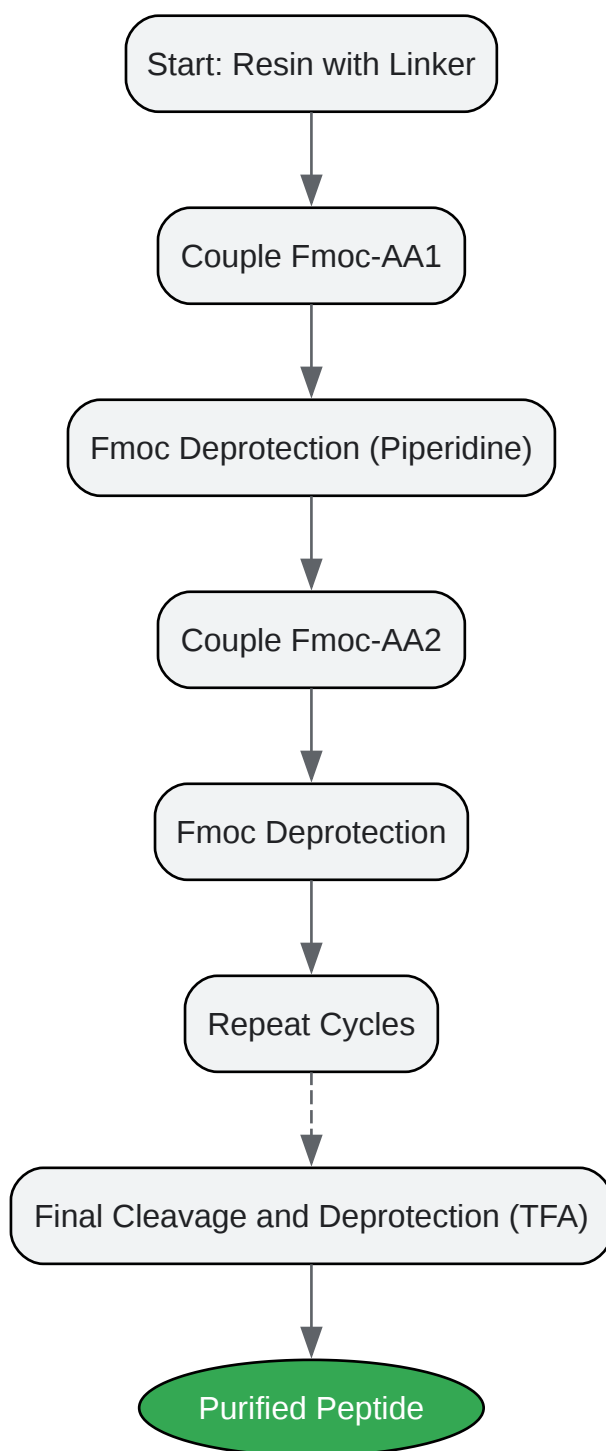 Start: Resin with Linker
Couple Fmoc-AA1
Fmoc Deprotection (Piperidine)
Couple Fmoc-AA2
Fmoc Deprotection
Repeat Cycles
Final Cleavage and Deprotection (TFA)
Purified Peptide